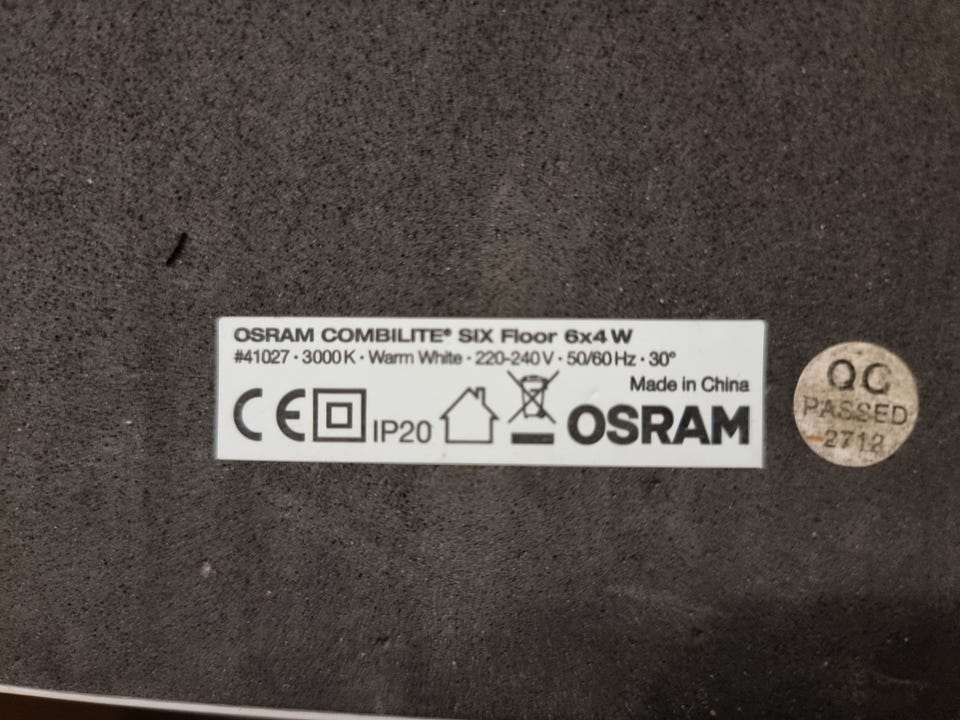 OSRAM COMBILITE® SIX Floor 6x4 W
#41027 · 3000 K · Warm White · 220-240 V · 50/60 Hz · 30°
Made in China
CE IP20 OSRAM
QC
PASSED
2712